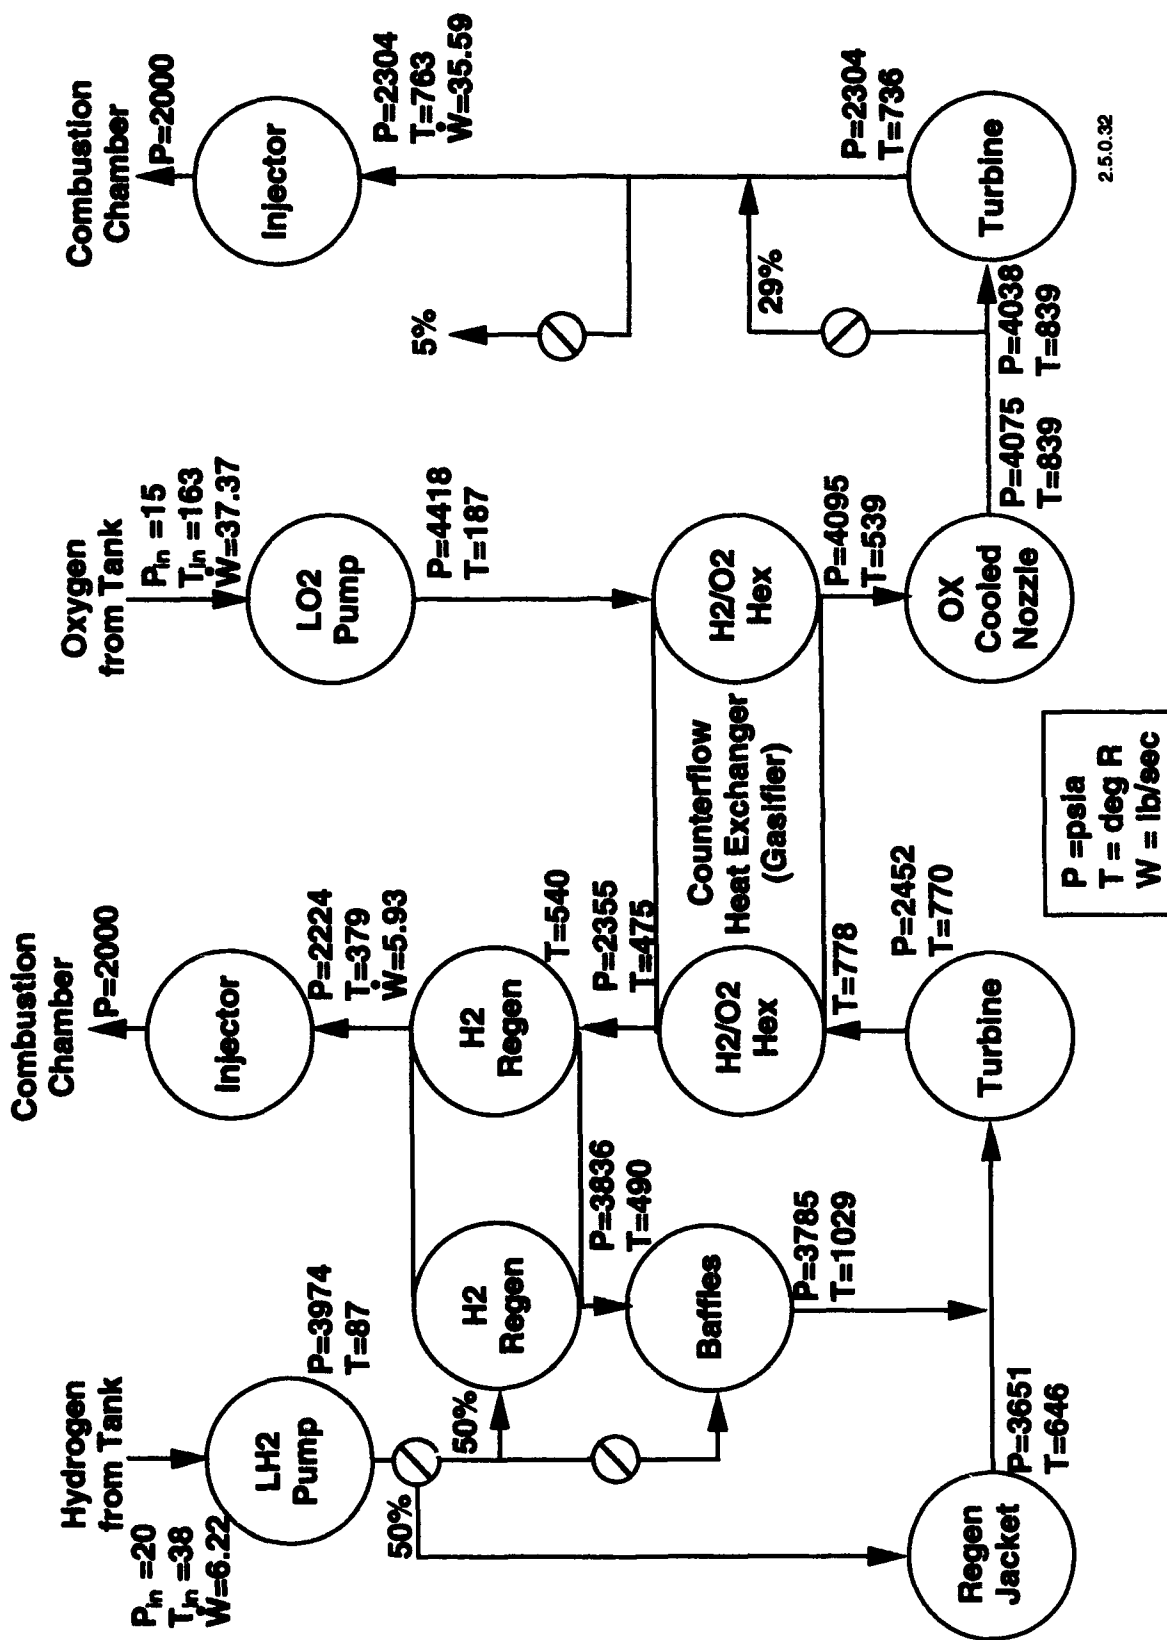 Hydrogen
from Tank
P_in =20
T_in =38
Ẇ=6.22
LH2
Pump
P=3974
T=87
50%
50%
H2
Regen
P=3836
T=490
Baffles
P=3785
T=1029
Regen
Jacket
P=3651
T=646
Combustion
Chamber
P=2000
Injector
P=2224
T=379
Ẇ=5.93
H2
Regen
T=540
P=2355
T=475
H2/O2
Hex
T=778
P=2452
T=770
Turbine
Counterflow
Heat Exchanger
(Gasifier)
Oxygen
from Tank
P_in =15
T_in =163
Ẇ=37.37
LO2
Pump
P=4418
T=187
H2/O2
Hex
P=4095
T=539
OX
Cooled
Nozzle
P=4075
T=839
P=4038
T=839
Combustion
Chamber
P=2000
Injector
P=2304
T=763
Ẇ=35.59
5%
29%
P=2304
T=736
Turbine
P =psia
T = deg R
W = lb/sec
2.5.0.32